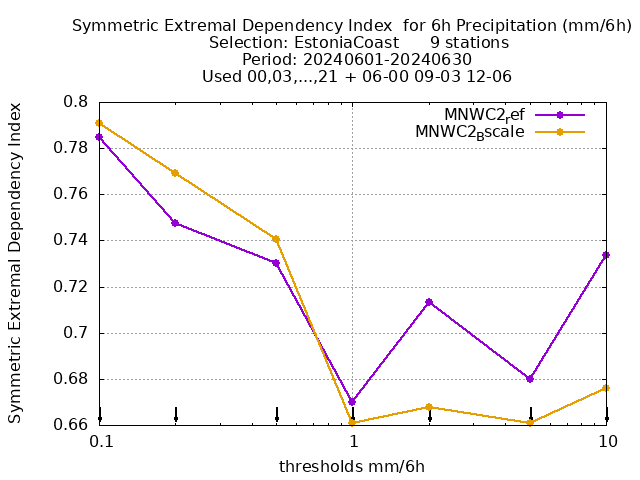 Symmetric Extremal Dependency Index  for 6h Precipitation (mm/6h)
Selection: EstoniaCoast      9 stations
Period: 20240601-20240630
Used 00,03,...,21 + 06-00 09-03 12-06
MNWC2_ref
MNWC2_Bscale
Symmetric Extremal Dependency Index
0.8
0.78
0.76
0.74
0.72
0.7
0.68
0.66
0.1
1
10
thresholds mm/6h